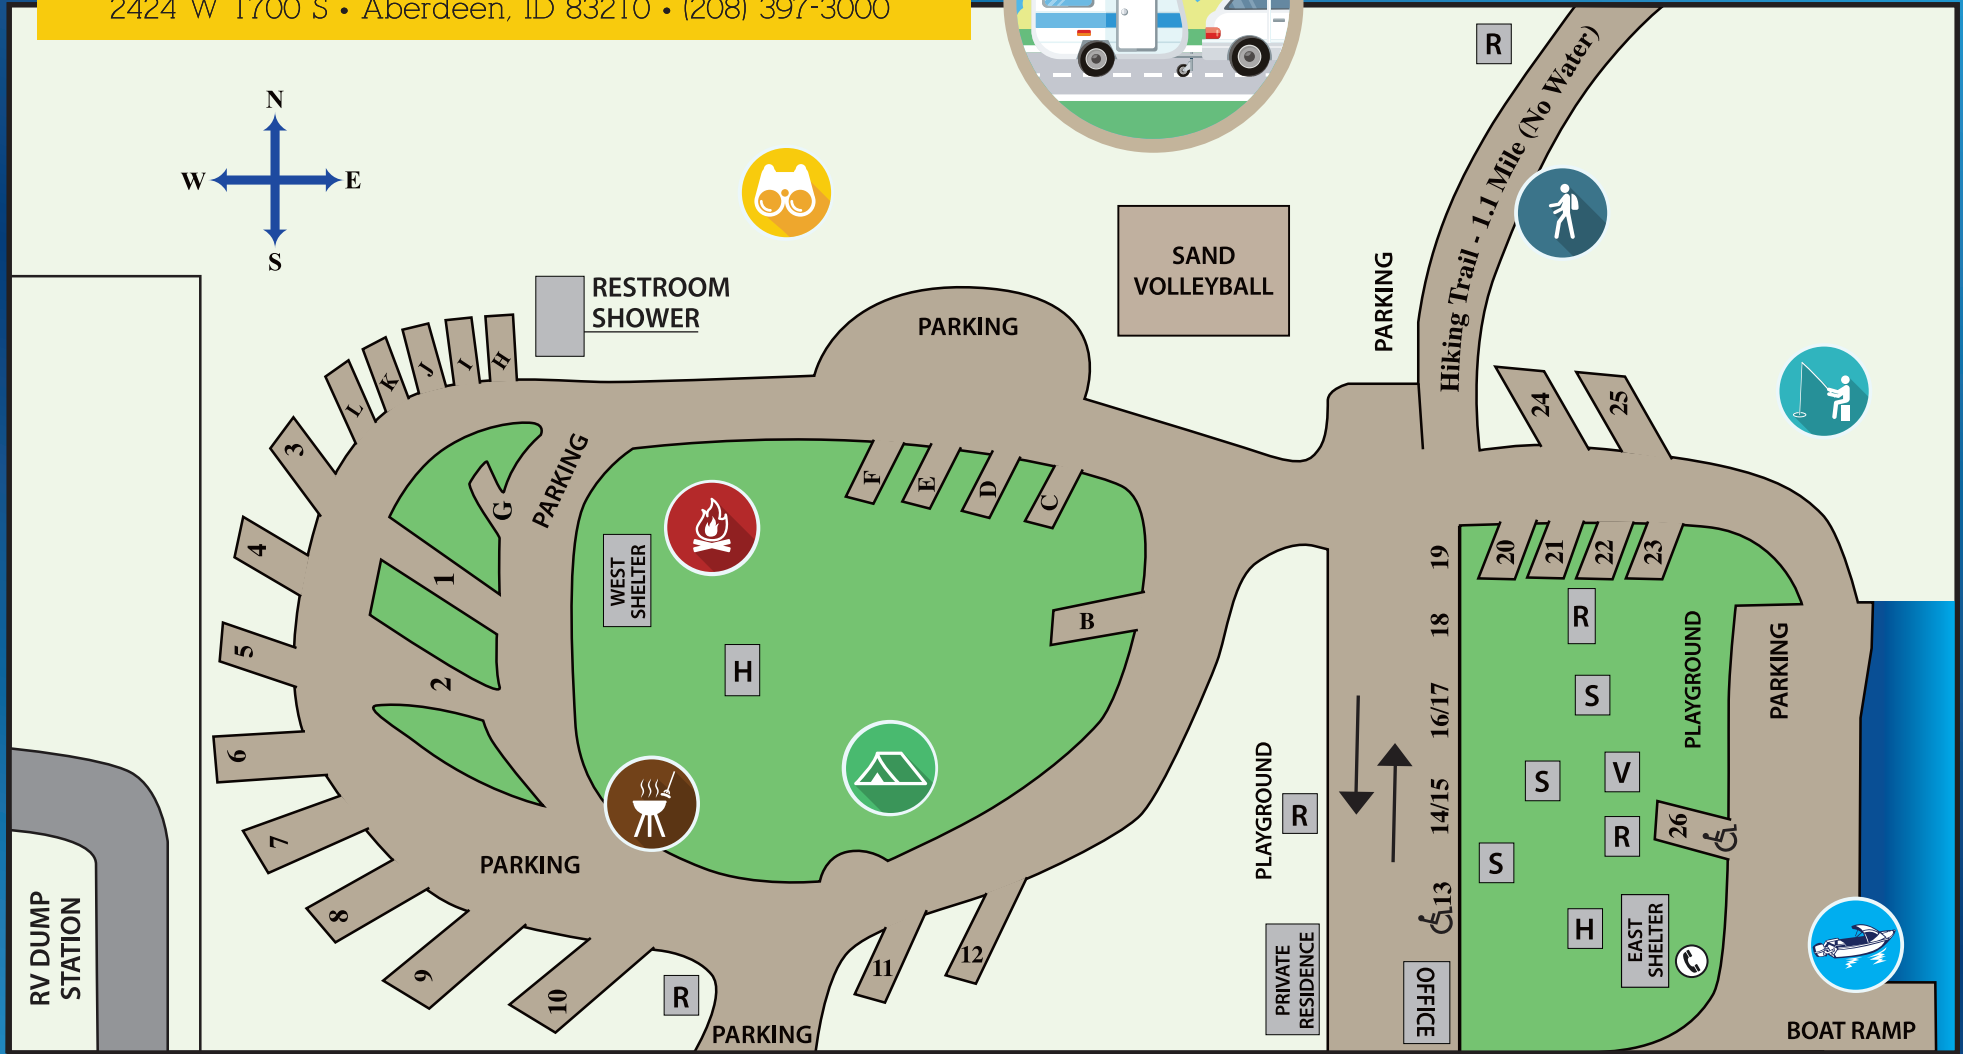 2424 W 1700 S • Aberdeen, ID 83210 • (208) 397-3000
N
W
E
S
R
Hiking Trail - 1.1 Mile (No Water)
SAND
VOLLEYBALL
PARKING
RESTROOM
SHOWER
PARKING
L
K
J
I
H
3
4
5
6
7
8
9
10
11
12
G
1
2
PARKING
F
E
D
C
B
WEST
SHELTER
H
PARKING
R
PARKING
24
25
20
21
22
23
19
18
16/17
14/15
13
R
S
S
V
R
S
H
PLAYGROUND
PARKING
26
EAST
SHELTER
PLAYGROUND
R
PRIVATE
RESIDENCE
OFFICE
BOAT RAMP
RV DUMP
STATION